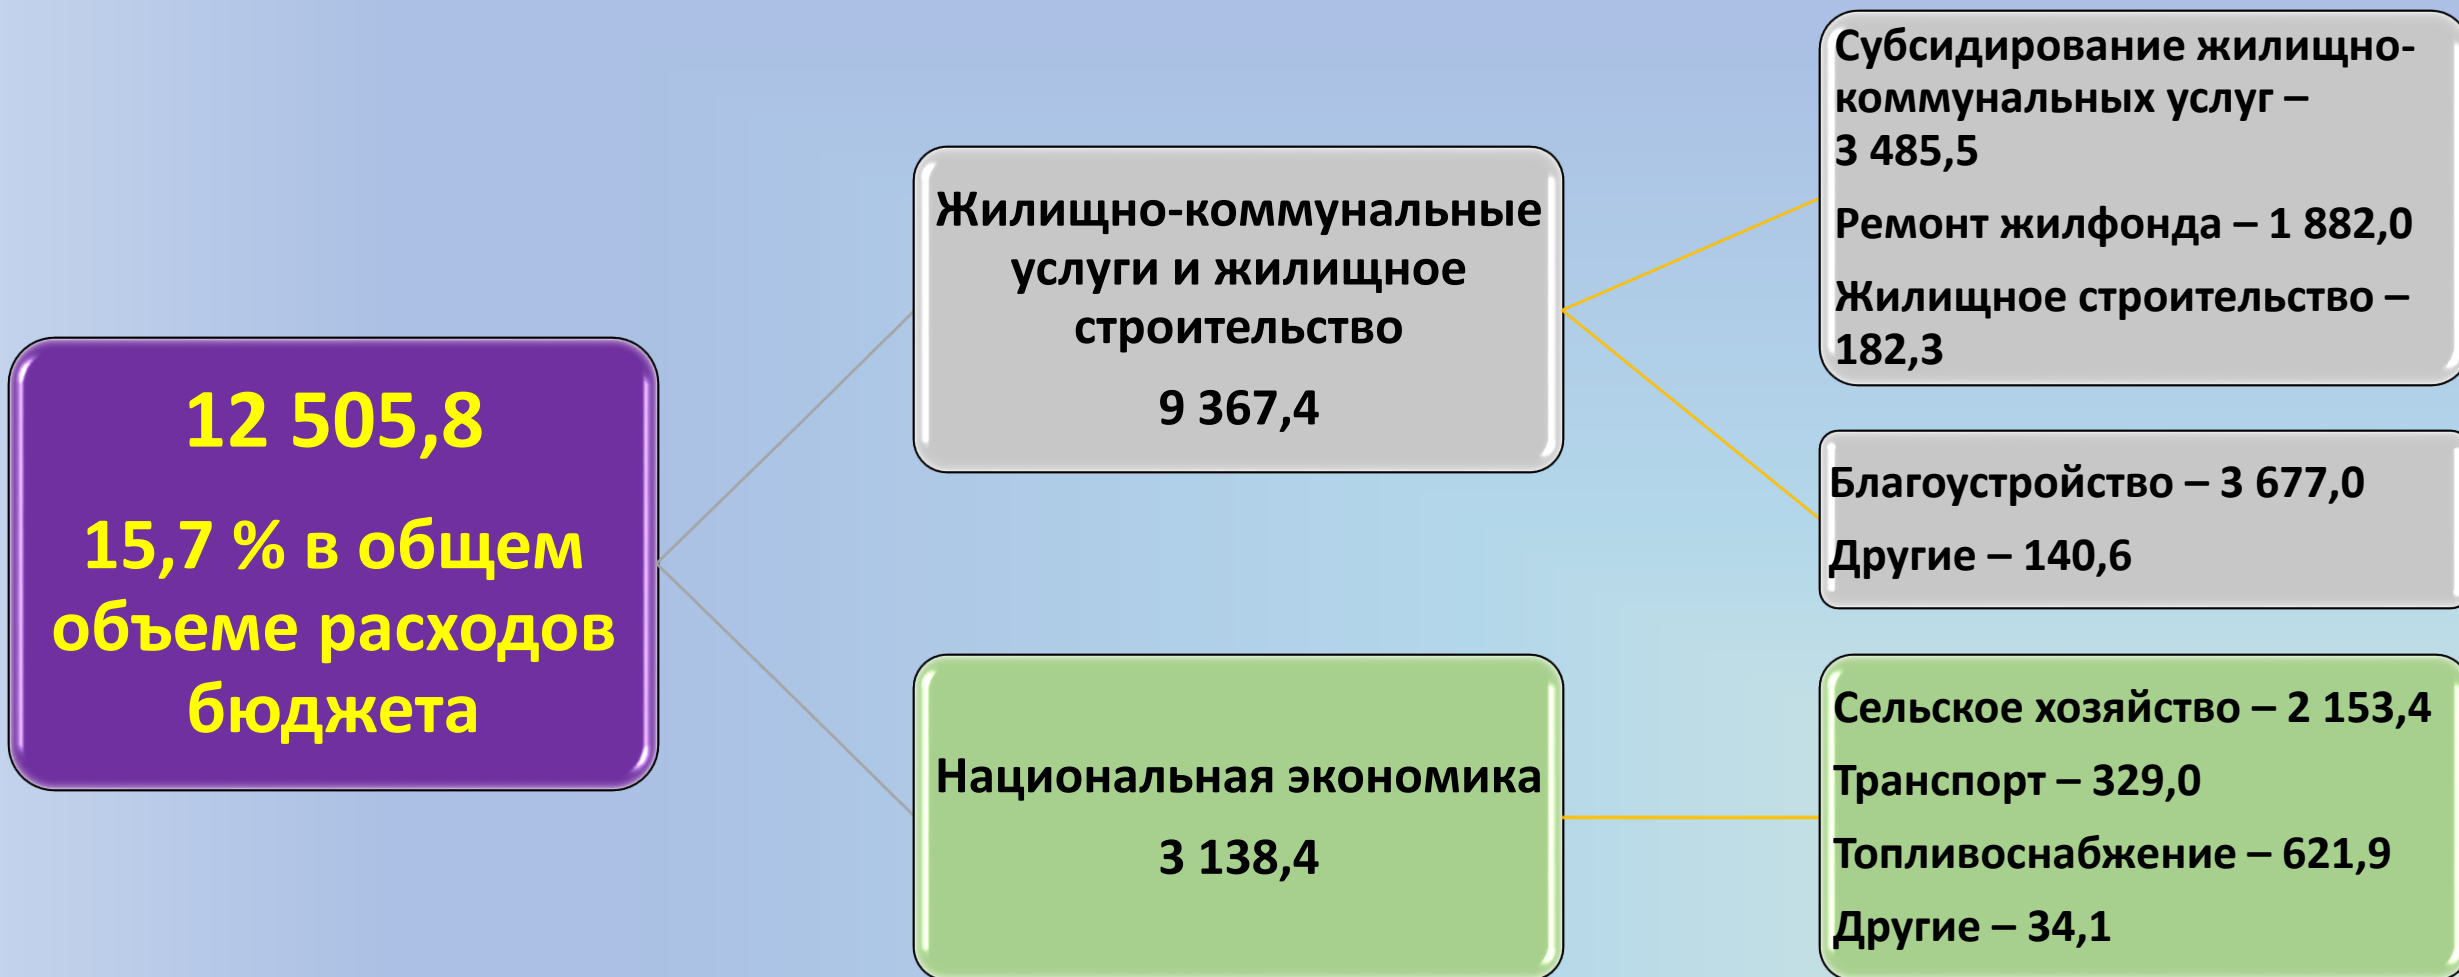 12 505,8
15,7 % в общем
объеме расходов
бюджета
Жилищно-коммунальные
услуги и жилищное
строительство
9 367,4
Национальная экономика
3 138,4
Субсидирование жилищно-
коммунальных услуг –
3 485,5
Ремонт жилфонда – 1 882,0
Жилищное строительство –
182,3
Благоустройство – 3 677,0
Другие – 140,6
Сельское хозяйство – 2 153,4
Транспорт – 329,0
Топливоснабжение – 621,9
Другие – 34,1